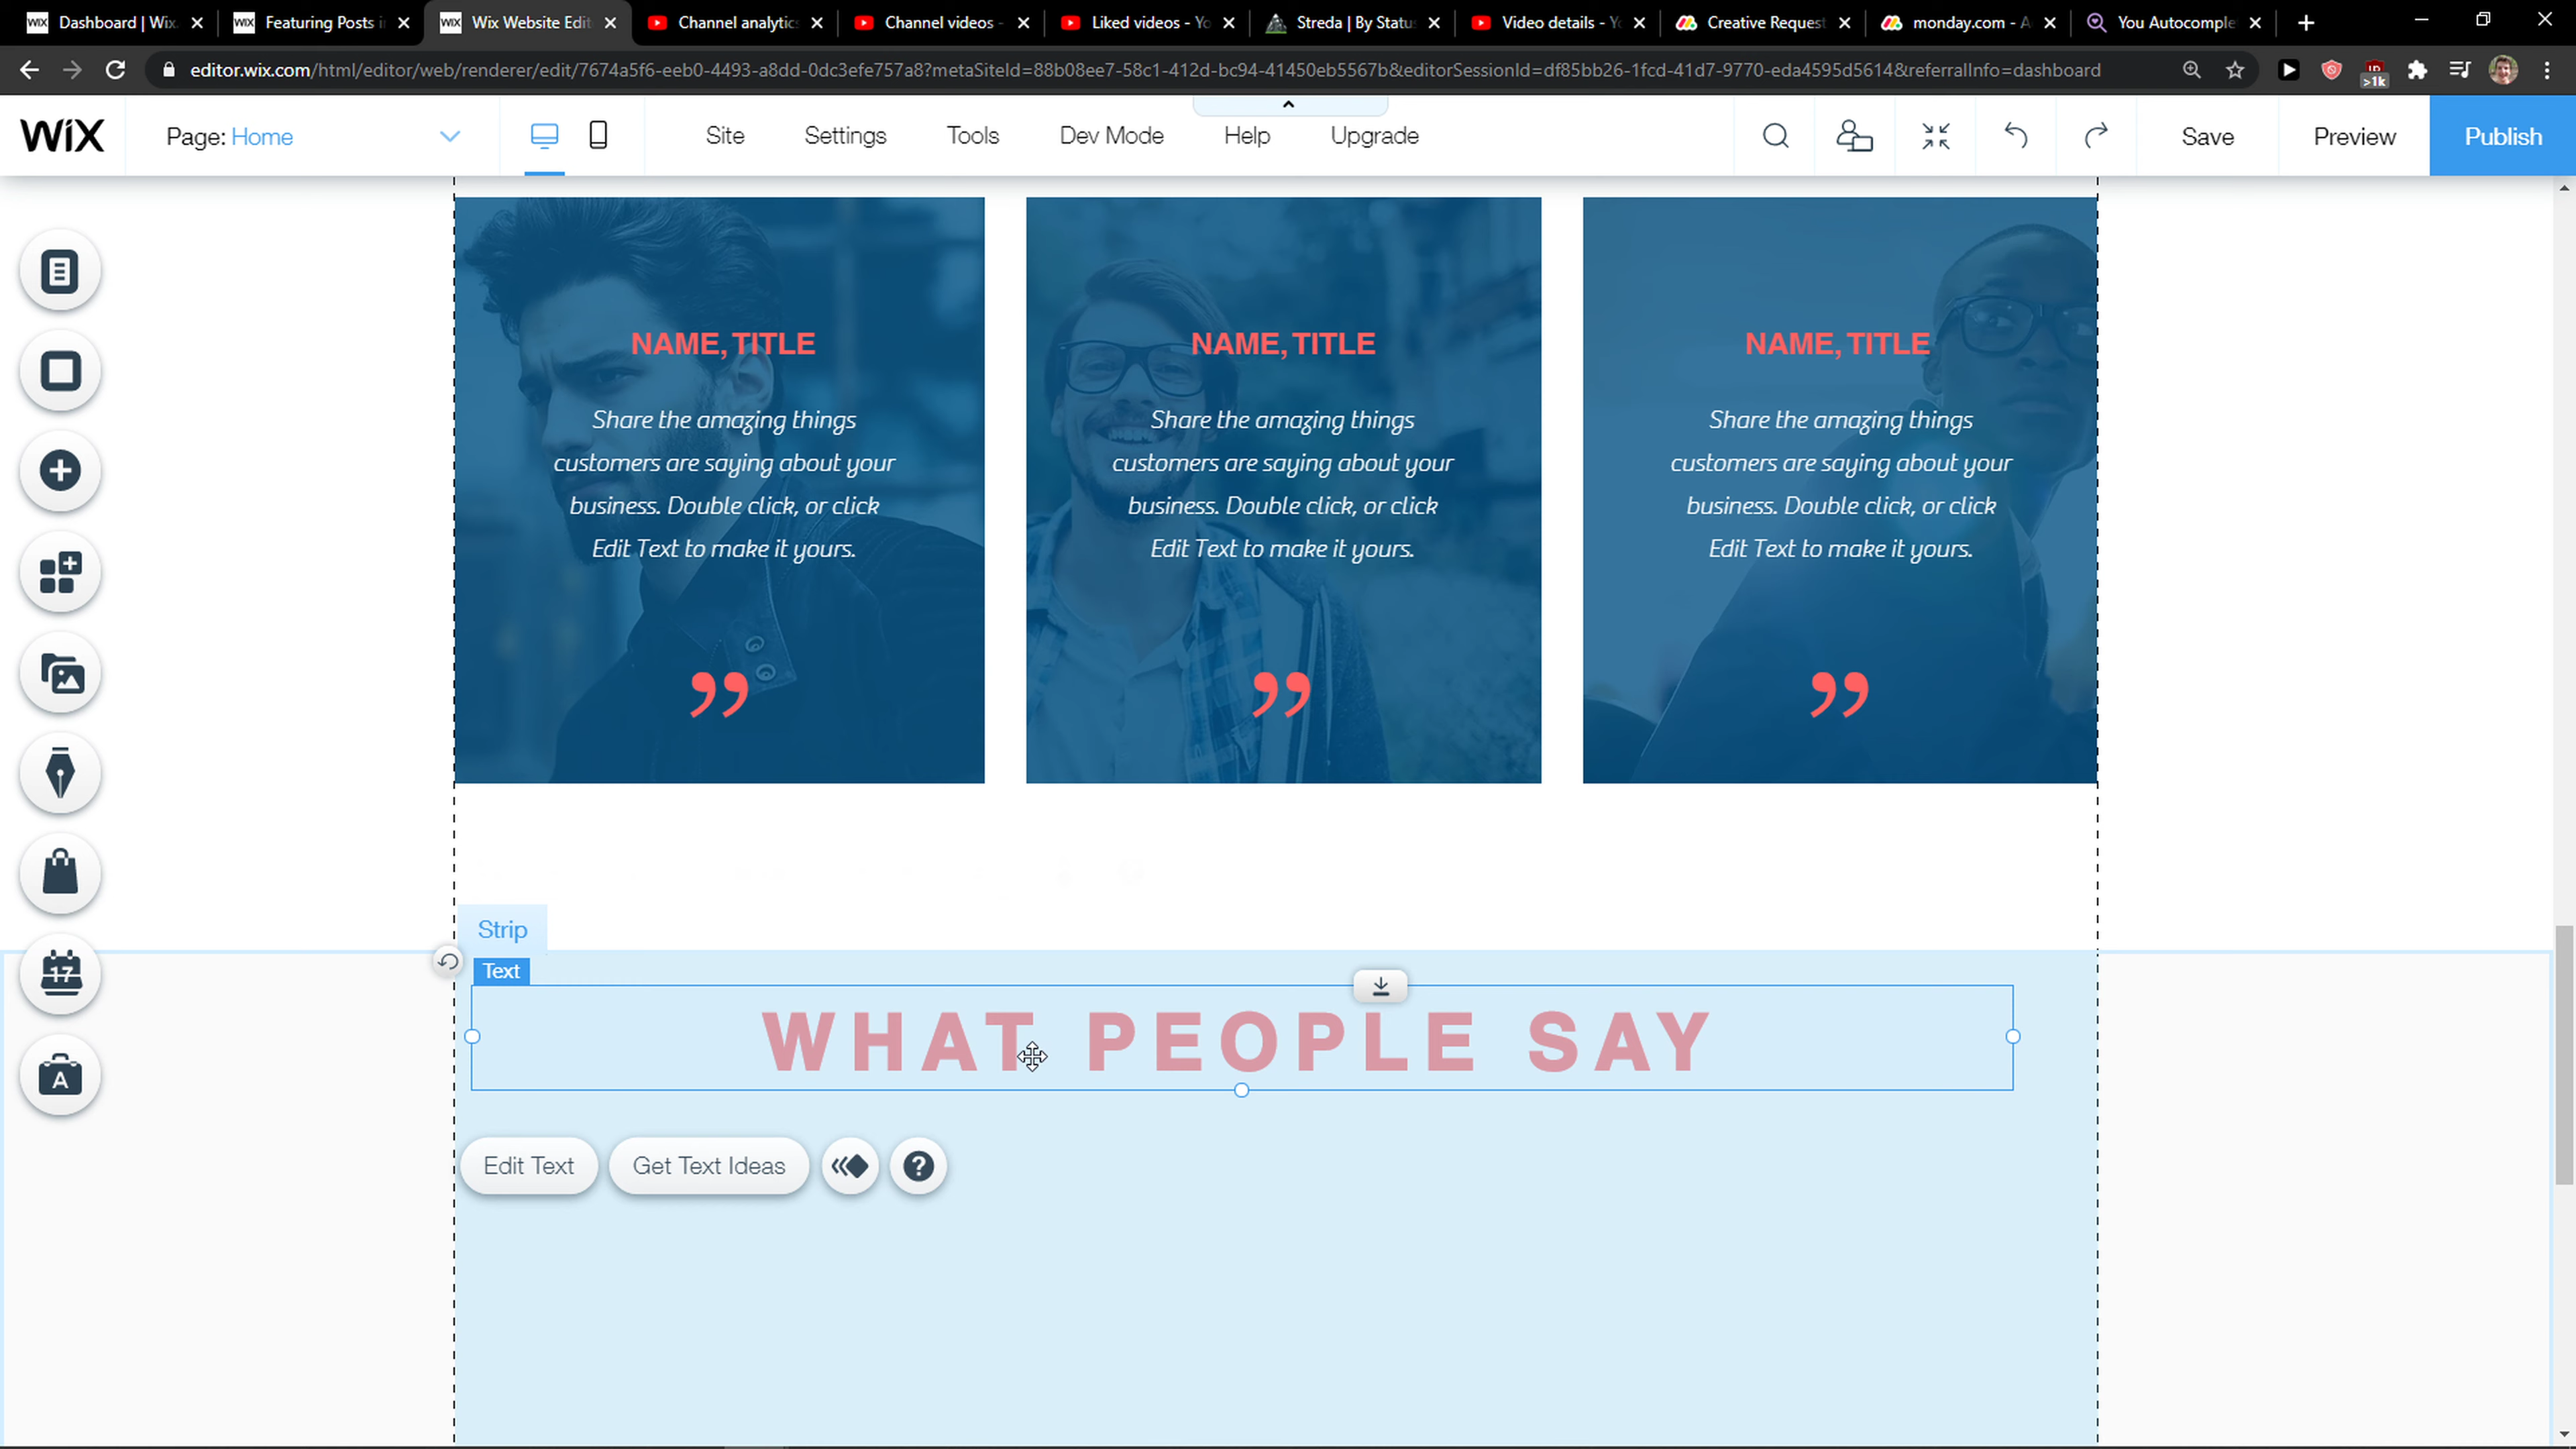 Dashboard | Wix.
Featuring Posts i
Wix Website Edit
Channel analytics
Channel videos -
Liked videos - Yo
Streda | By Statu
Video details - Yo
Creative Request
monday.com - A
You Autocomple
editor.wix.com/html/editor/web/renderer/edit/7674a5f6-eeb0-4493-a8dd-0dc3efe757a8?metaSiteId=88b08ee7-58c1-412d-bc94-41450eb5567b&editorSessionId=df85bb26-1fcd-41d7-9770-eda4595d5614&referralInfo=dashboard
>1k
WiX
Page: Home
Site
Settings
Tools
Dev Mode
Help
Upgrade
Save
Preview
Publish
NAME, TITLE
Share the amazing things
customers are saying about your
business. Double click, or click
Edit Text to make it yours.
”
NAME, TITLE
Share the amazing things
customers are saying about your
business. Double click, or click
Edit Text to make it yours.
”
NAME, TITLE
Share the amazing things
customers are saying about your
business. Double click, or click
Edit Text to make it yours.
”
17
A
Strip
Text
WHAT PEOPLE SAY
Edit Text
Get Text Ideas
?